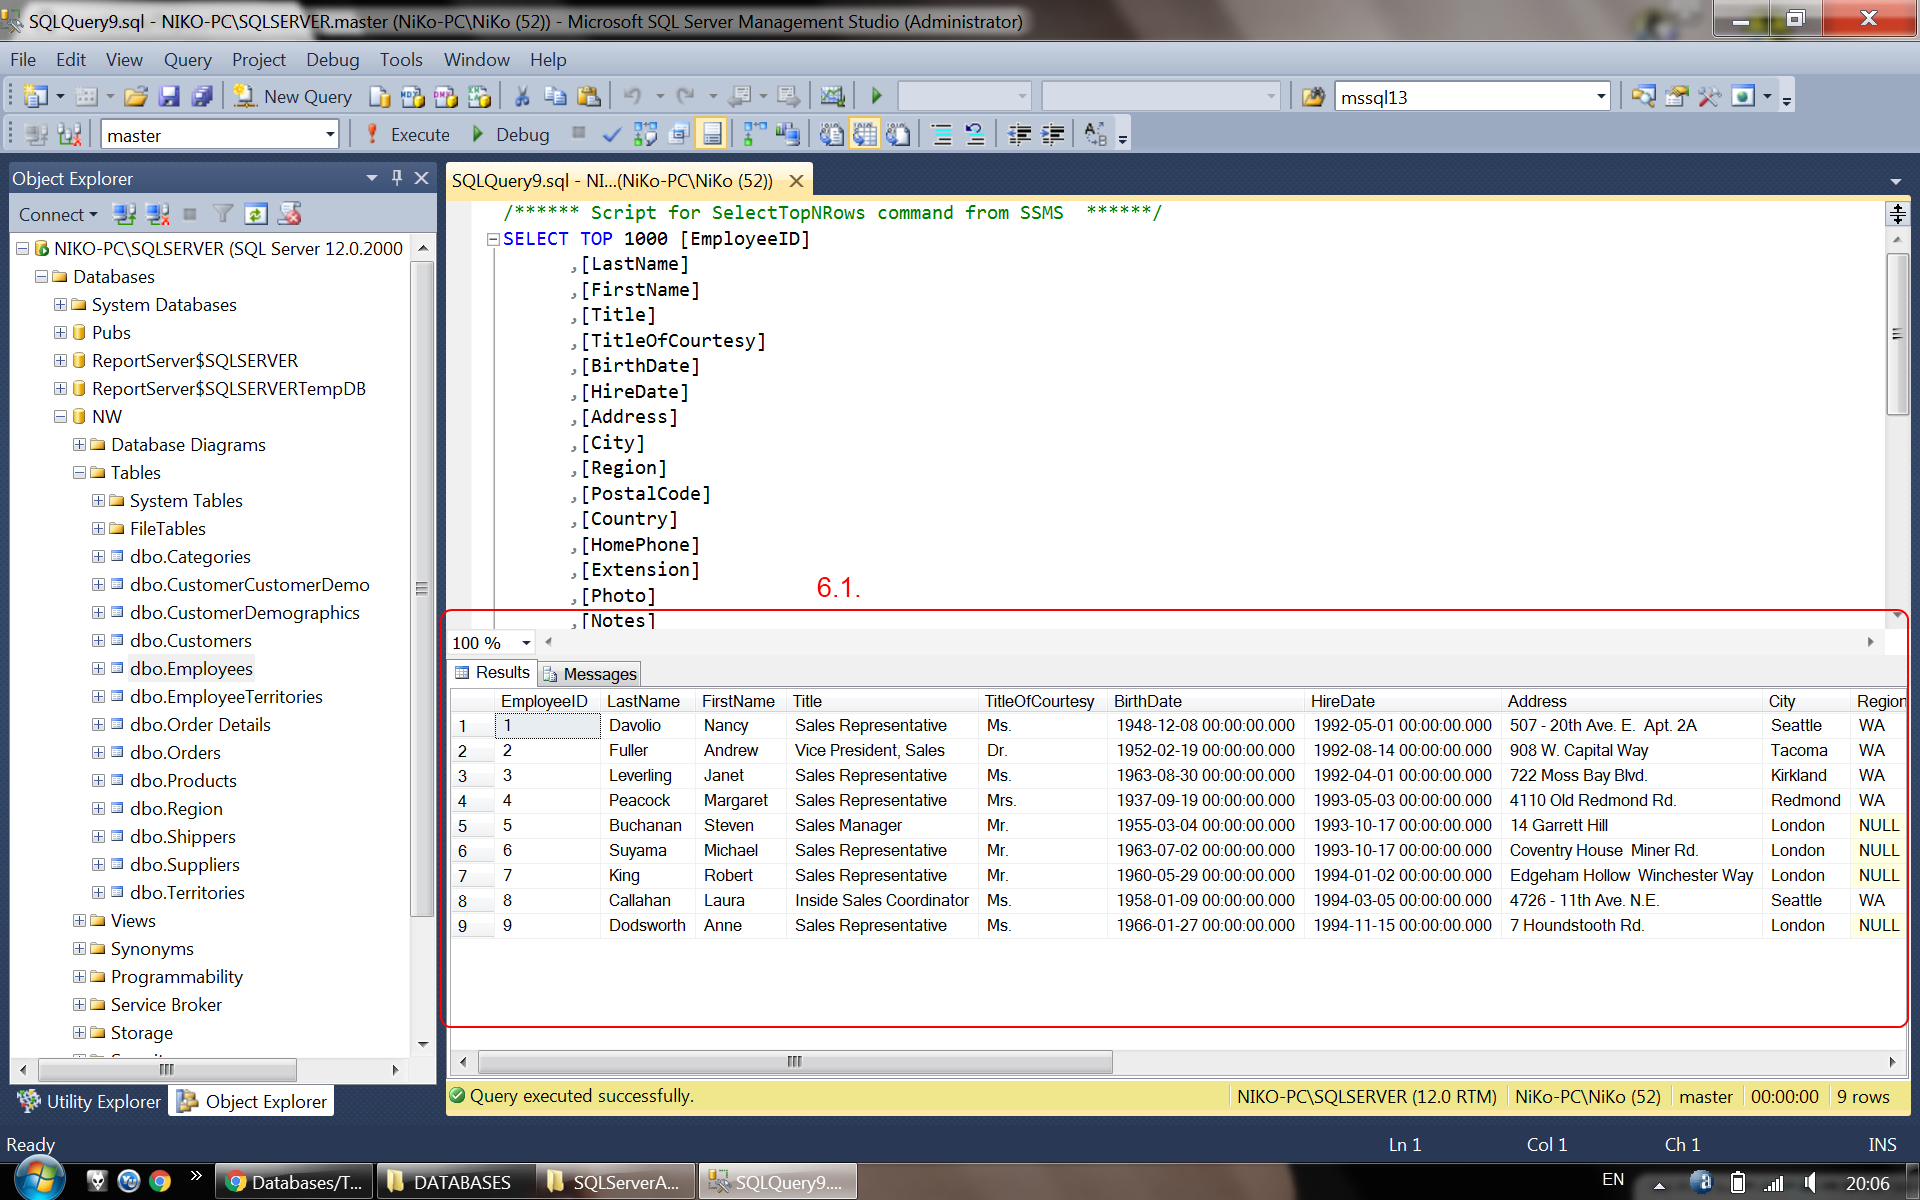 SQLQuery9.sql - NIKO-PC\SQLSERVER.master (NiKo-PC\NiKo (52)) - Microsoft SQL Server Management Studio (Administrator)
File Edit View Query Project Debug Tools Window Help
New Query mssql13
master Execute Debug
Object Explorer
Connect
NIKO-PC\SQLSERVER (SQL Server 12.0.2000
Databases
System Databases
Pubs
ReportServer$SQLSERVER
ReportServer$SQLSERVERTempDB
NW
Database Diagrams
Tables
System Tables
FileTables
dbo.Categories
dbo.CustomerCustomerDemo
dbo.CustomerDemographics
dbo.Customers
dbo.Employees
dbo.EmployeeTerritories
dbo.Order Details
dbo.Orders
dbo.Products
dbo.Region
dbo.Shippers
dbo.Suppliers
dbo.Territories
Views
Synonyms
Programmability
Service Broker
Storage
Utility Explorer Object Explorer
SQLQuery9.sql - NI...(NiKo-PC\NiKo (52))
/****** Script for SelectTopNRows command from SSMS ******/
SELECT TOP 1000 [EmployeeID]
,[LastName]
,[FirstName]
,[Title]
,[TitleOfCourtesy]
,[BirthDate]
,[HireDate]
,[Address]
,[City]
,[Region]
,[PostalCode]
,[Country]
,[HomePhone]
,[Extension]
,[Photo]
,[Notes]
6.1.
100 %
Results Messages
EmployeeID LastName FirstName Title TitleOfCourtesy BirthDate HireDate Address City Region
1 1 Davolio Nancy Sales Representative Ms. 1948-12-08 00:00:00.000 1992-05-01 00:00:00.000 507 - 20th Ave. E. Apt. 2A Seattle WA
2 2 Fuller Andrew Vice President, Sales Dr. 1952-02-19 00:00:00.000 1992-08-14 00:00:00.000 908 W. Capital Way Tacoma WA
3 3 Leverling Janet Sales Representative Ms. 1963-08-30 00:00:00.000 1992-04-01 00:00:00.000 722 Moss Bay Blvd. Kirkland WA
4 4 Peacock Margaret Sales Representative Mrs. 1937-09-19 00:00:00.000 1993-05-03 00:00:00.000 4110 Old Redmond Rd. Redmond WA
5 5 Buchanan Steven Sales Manager Mr. 1955-03-04 00:00:00.000 1993-10-17 00:00:00.000 14 Garrett Hill London NULL
6 6 Suyama Michael Sales Representative Mr. 1963-07-02 00:00:00.000 1993-10-17 00:00:00.000 Coventry House Miner Rd. London NULL
7 7 King Robert Sales Representative Mr. 1960-05-29 00:00:00.000 1994-01-02 00:00:00.000 Edgeham Hollow Winchester Way London NULL
8 8 Callahan Laura Inside Sales Coordinator Ms. 1958-01-09 00:00:00.000 1994-03-05 00:00:00.000 4726 - 11th Ave. N.E. Seattle WA
9 9 Dodsworth Anne Sales Representative Ms. 1966-01-27 00:00:00.000 1994-11-15 00:00:00.000 7 Houndstooth Rd. London NULL
Query executed successfully. NIKO-PC\SQLSERVER (12.0 RTM) NiKo-PC\NiKo (52) master 00:00:00 9 rows
Ready Ln 1 Col 1 Ch 1 INS
Databases/T... DATABASES SQLServerA... SQLQuery9.... EN 20:06